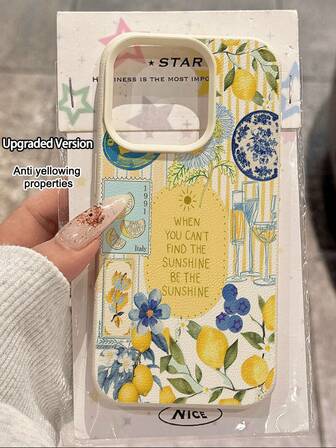 ★ STAR
HAPPINESS IS THE MOST IMPO
Upgraded Version
Anti yellowing
properties
1991
Italy
WHEN
YOU CAN'T
FIND THE
SUNSHINE
BE THE
SUNSHINE
NICE